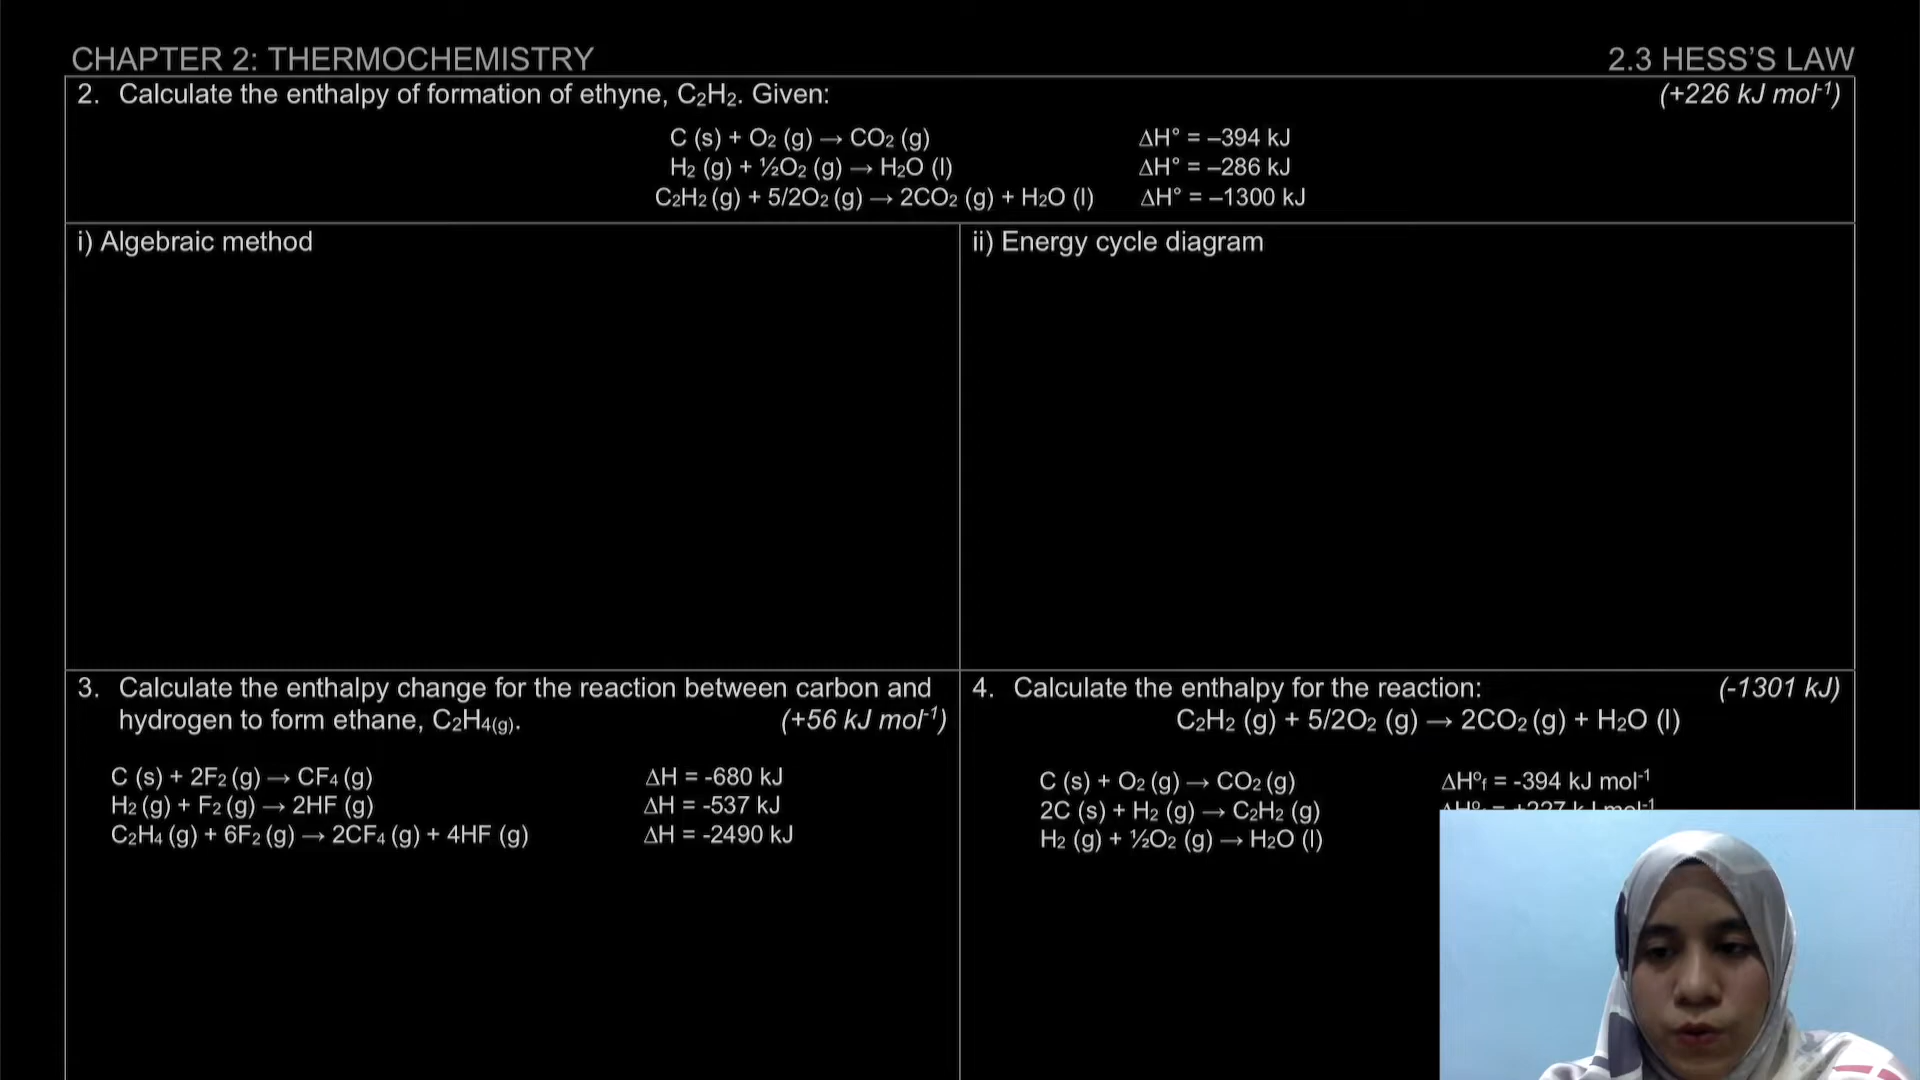 CHAPTER 2: THERMOCHEMISTRY 2.3 HESS'S LAW
2. Calculate the enthalpy of formation of ethyne, C2H2. Given: (+226 kJ mol-1)
C (s) + O2 (g) → CO2 (g) ΔH° = –394 kJ
H2 (g) + ½O2 (g) → H2O (l) ΔH° = –286 kJ
C2H2 (g) + 5/2O2 (g) → 2CO2 (g) + H2O (l) ΔH° = –1300 kJ
i) Algebraic method
ii) Energy cycle diagram
3. Calculate the enthalpy change for the reaction between carbon and
hydrogen to form ethane, C2H4(g). (+56 kJ mol-1)
C (s) + 2F2 (g) → CF4 (g) ΔH = -680 kJ
H2 (g) + F2 (g) → 2HF (g) ΔH = -537 kJ
C2H4 (g) + 6F2 (g) → 2CF4 (g) + 4HF (g) ΔH = -2490 kJ
4. Calculate the enthalpy for the reaction: (-1301 kJ)
C2H2 (g) + 5/2O2 (g) → 2CO2 (g) + H2O (l)
C (s) + O2 (g) → CO2 (g) ΔHof = -394 kJ mol-1
2C (s) + H2 (g) → C2H2 (g)
H2 (g) + ½O2 (g) → H2O (l)